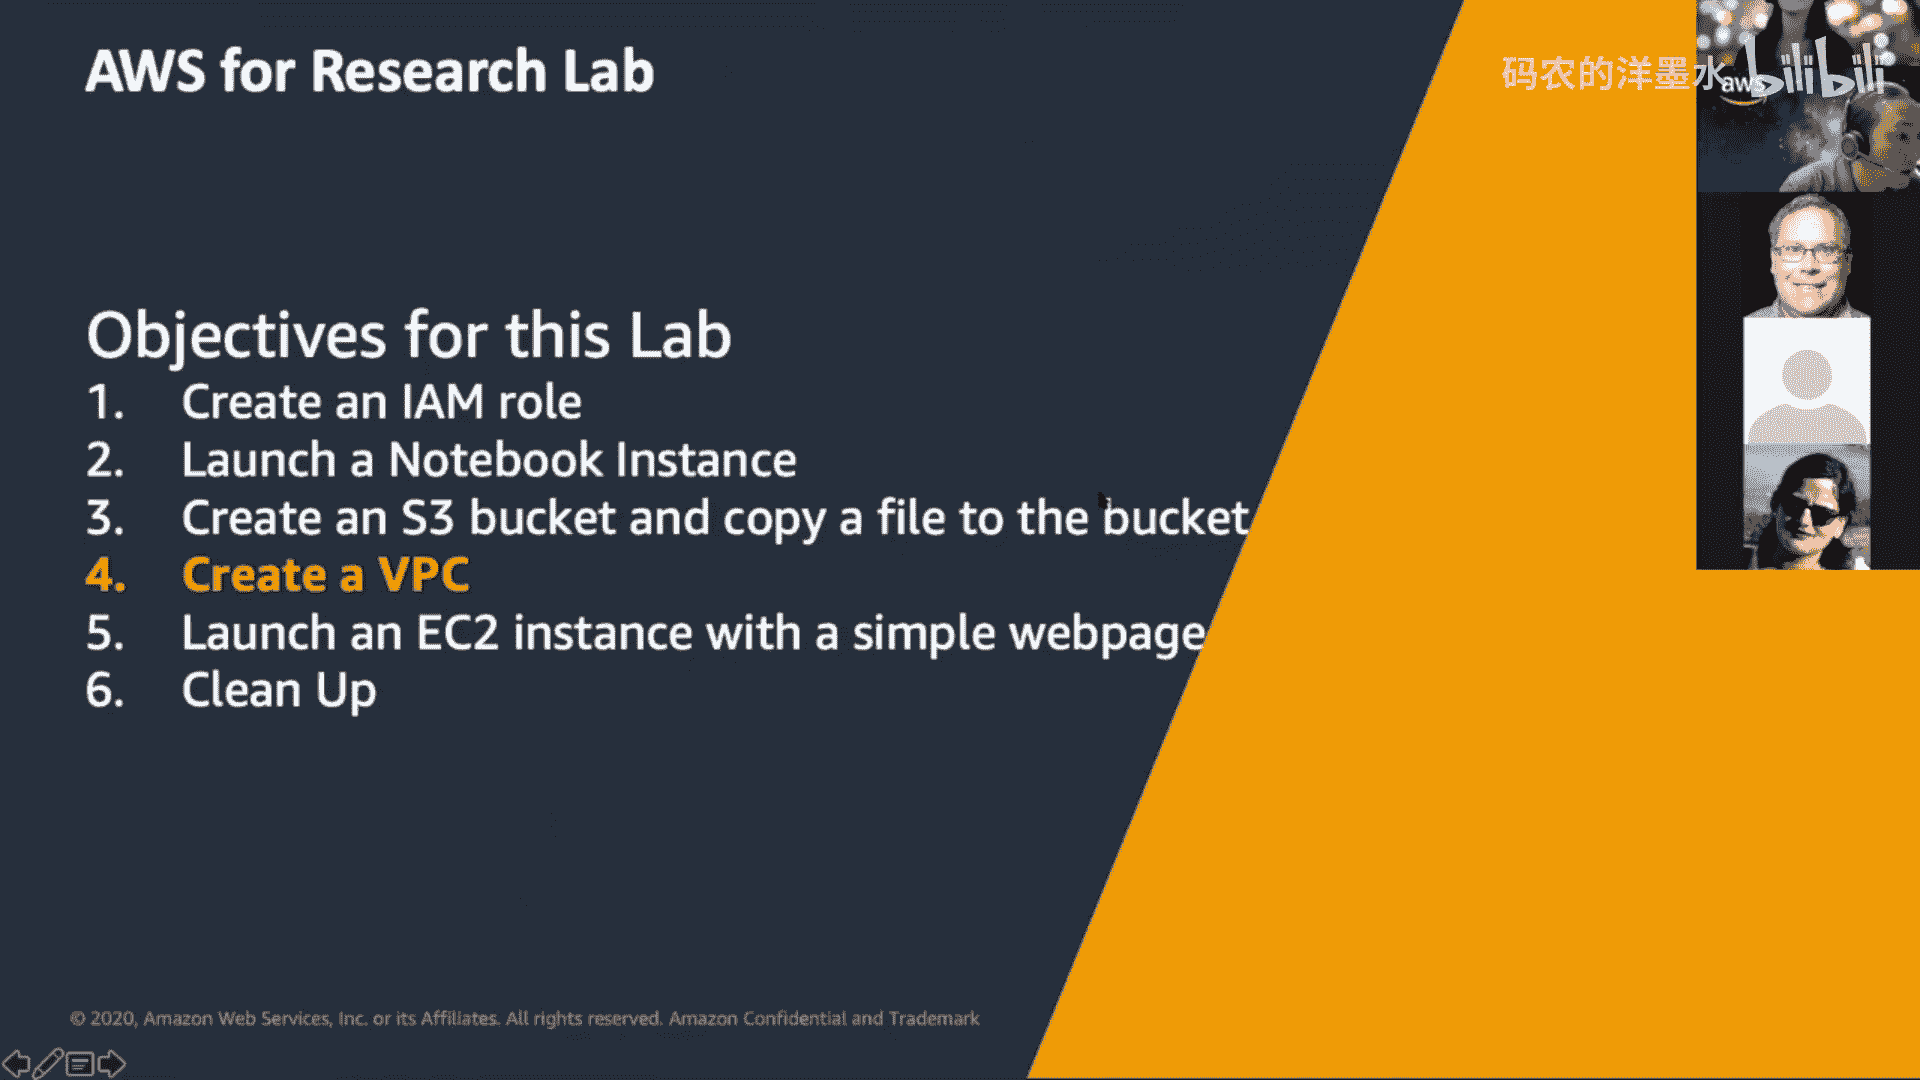 AWS for Research Lab
码农的洋墨水
aws
bilibili
Objectives for this Lab
1. Create an IAM role
2. Launch a Notebook Instance
3. Create an S3 bucket and copy a file to the bucket
4. Create a VPC
5. Launch an EC2 instance with a simple webpage
6. Clean Up
© 2020, Amazon Web Services, Inc. or its Affiliates. All rights reserved. Amazon Confidential and Trademark